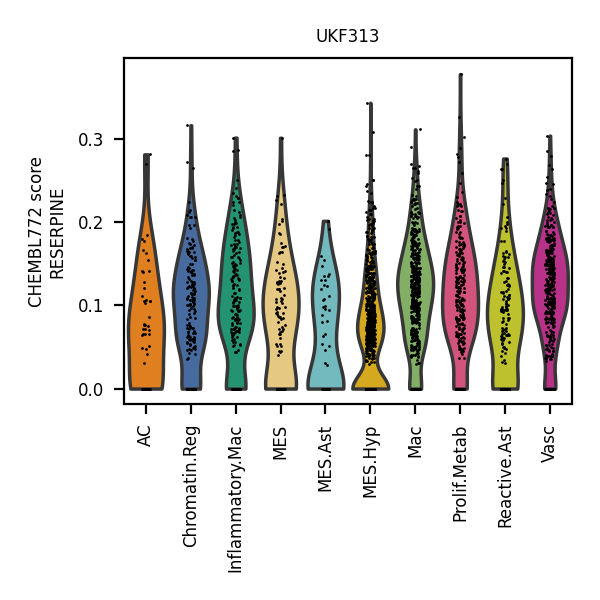 UKF313
CHEMBL772 score
RESERPINE
0.3
0.2
0.1
0.0
AC
Chromatin.Reg
Inflammatory.Mac
MES
MES.Ast
MES.Hyp
Mac
Prolif.Metab
Reactive.Ast
Vasc